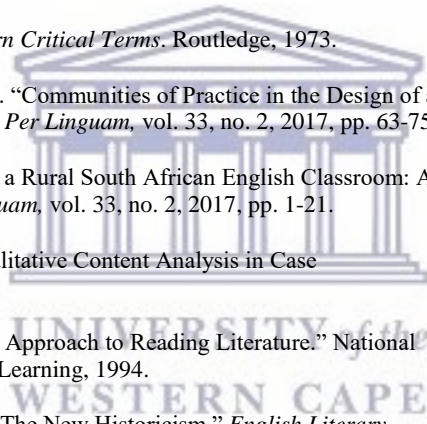 rn Critical Terms. Routledge, 1973.
. “Communities of Practice in the Design of a
Per Linguam, vol. 33, no. 2, 2017, pp. 63-75
a Rural South African English Classroom: A
guam, vol. 33, no. 2, 2017, pp. 1-21.
litative Content Analysis in Case
Approach to Reading Literature.” National
Learning, 1994.
UNIVERSITY of the
WESTERN CAPE
The New Historicism.” English Literary